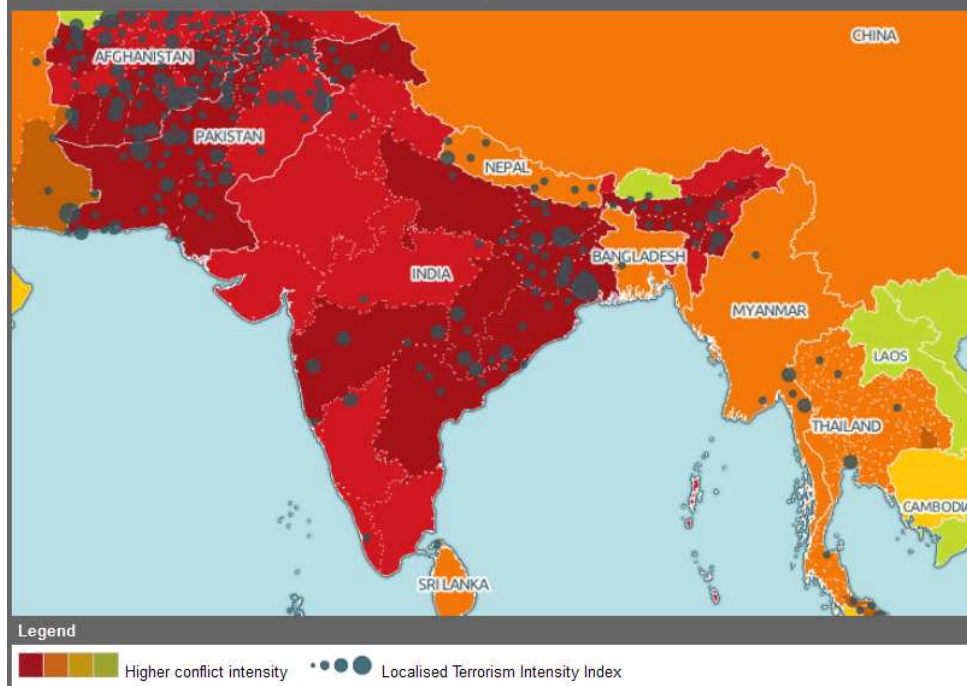 CHINA
AFGHANISTAN
PAKISTAN
NEPAL
BANGLADESH
INDIA
MYANMAR
LAOS
THAILAND
CAMBODIA
SRI LANKA
Legend
Higher conflict intensity
Localised Terrorism Intensity Index